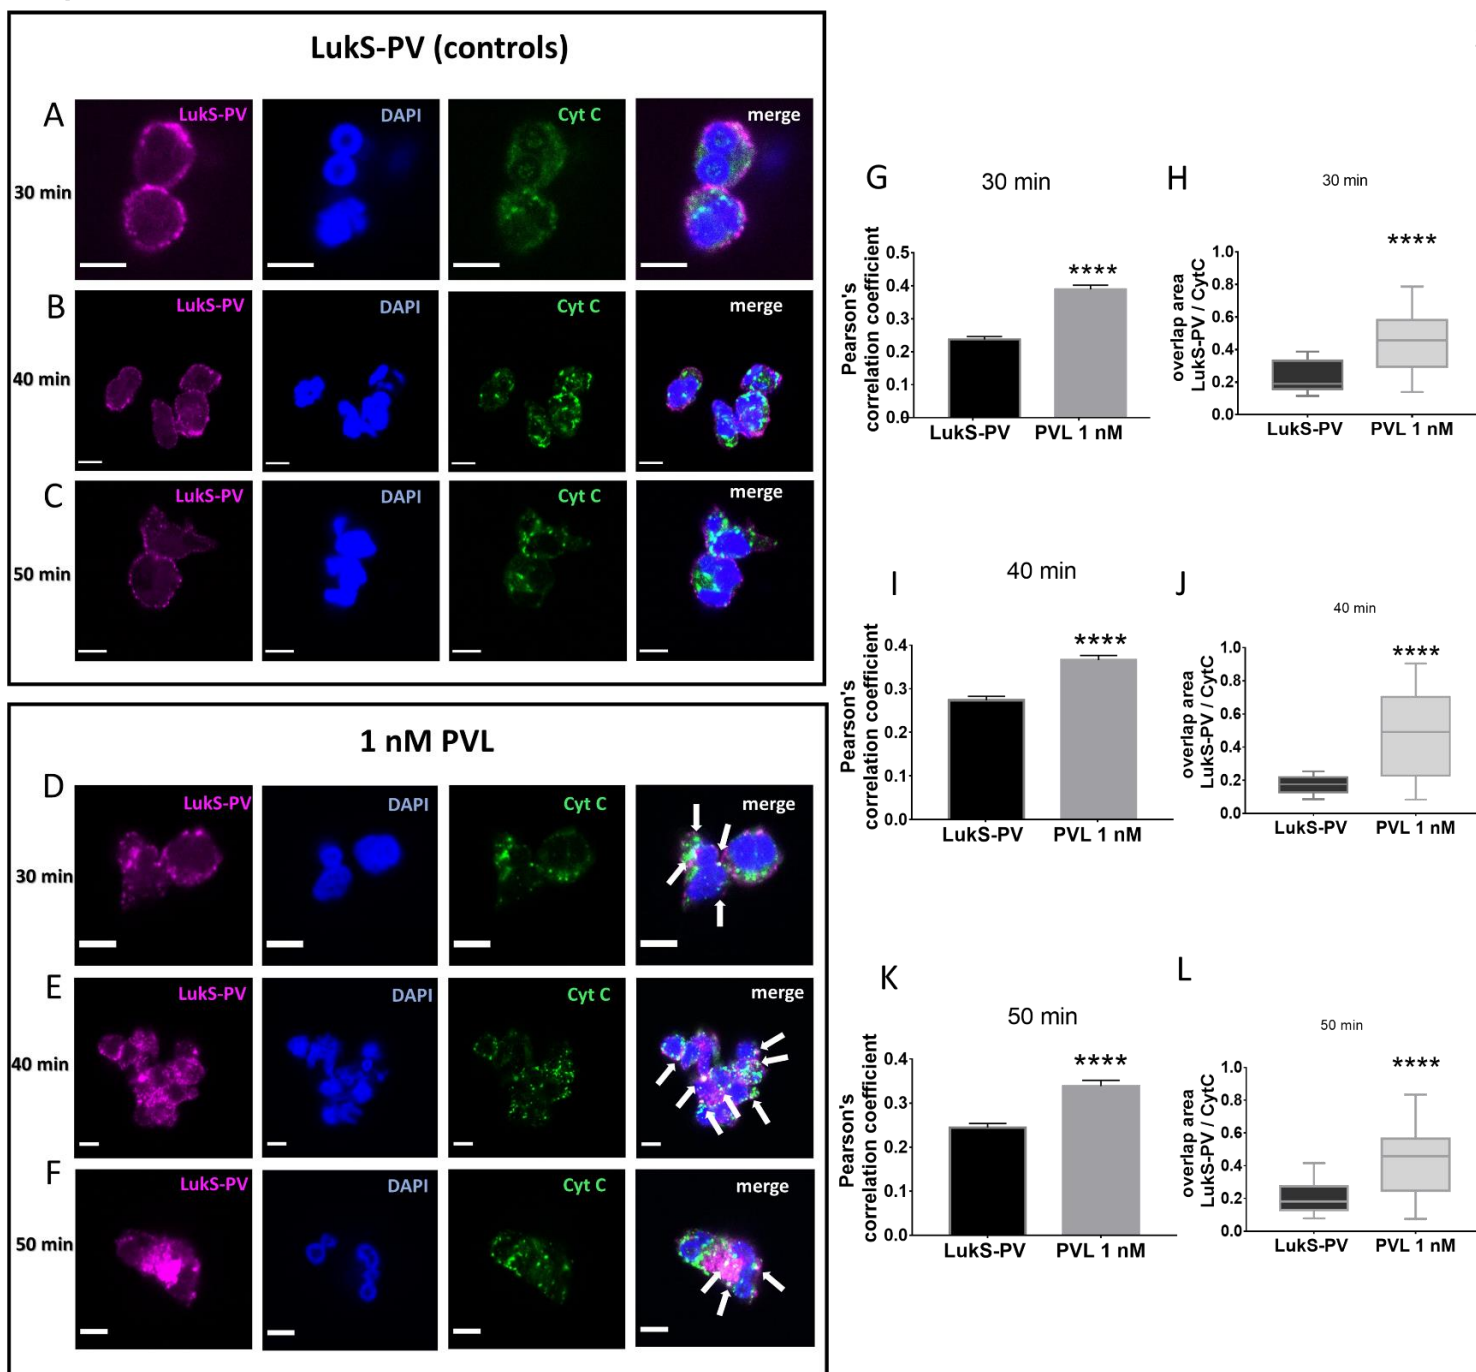 LukS-PV (controls)
A
LukS-PV
DAPI
Cyt C
merge
30 min
B
LukS-PV
DAPI
Cyt C
merge
40 min
C
LukS-PV
DAPI
Cyt C
merge
50 min
1 nM PVL
D
LukS-PV
DAPI
Cyt C
merge
30 min
E
LukS-PV
DAPI
Cyt C
merge
40 min
F
LukS-PV
DAPI
Cyt C
merge
50 min
G
30 min
Pearson's
correlation coefficient
0.5
0.4
0.3
0.2
0.1
0.0
****
LukS-PV
PVL 1 nM
H
30 min
overlap area
LukS-PV / CytC
1.0
0.8
0.6
0.4
0.2
0.0
****
LukS-PV
PVL 1 nM
I
40 min
Pearson's
correlation coefficient
0.4
0.3
0.2
0.1
0.0
****
LukS-PV
PVL 1 nM
J
40 min
overlap area
LukS-PV / CytC
1.0
0.8
0.6
0.4
0.2
0.0
****
LukS-PV
PVL 1 nM
K
50 min
Pearson's
correlation coefficient
0.4
0.3
0.2
0.1
0.0
****
LukS-PV
PVL 1 nM
L
50 min
overlap area
LukS-PV / CytC
1.0
0.8
0.6
0.4
0.2
0.0
****
LukS-PV
PVL 1 nM